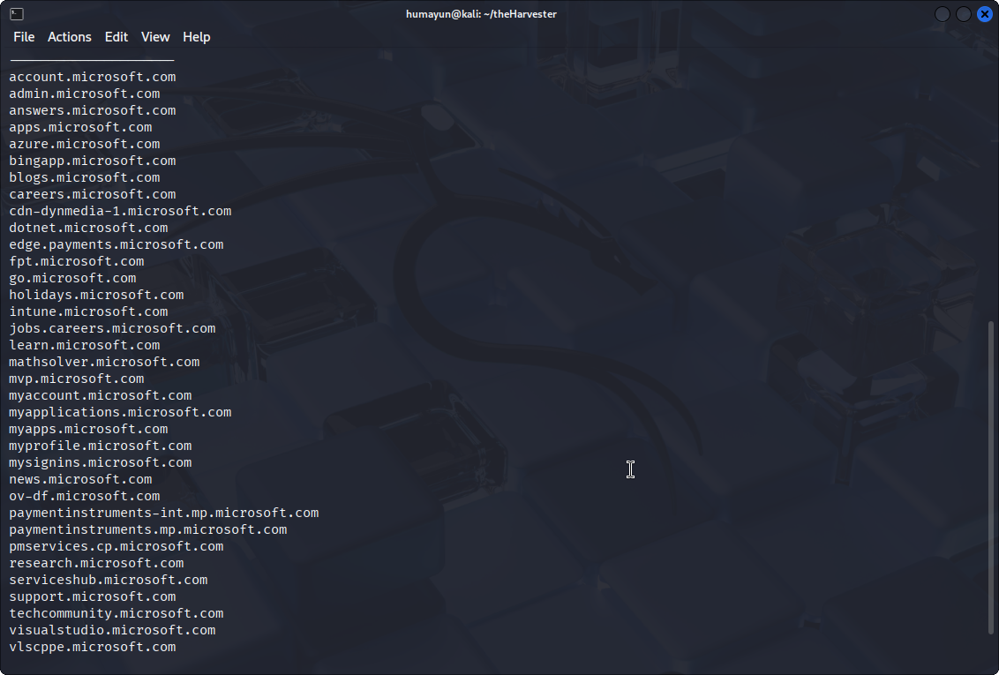 humayun@kali: ~/theHarvester
File Actions Edit View Help
account.microsoft.com
admin.microsoft.com
answers.microsoft.com
apps.microsoft.com
azure.microsoft.com
bingapp.microsoft.com
blogs.microsoft.com
careers.microsoft.com
cdn-dynmedia-1.microsoft.com
dotnet.microsoft.com
edge.payments.microsoft.com
fpt.microsoft.com
go.microsoft.com
holidays.microsoft.com
intune.microsoft.com
jobs.careers.microsoft.com
learn.microsoft.com
mathsolver.microsoft.com
mvp.microsoft.com
myaccount.microsoft.com
myapplications.microsoft.com
myapps.microsoft.com
myprofile.microsoft.com
mysignins.microsoft.com
news.microsoft.com
ov-df.microsoft.com
paymentinstruments-int.mp.microsoft.com
paymentinstruments.mp.microsoft.com
pmservices.cp.microsoft.com
research.microsoft.com
serviceshub.microsoft.com
support.microsoft.com
techcommunity.microsoft.com
visualstudio.microsoft.com
vlscppe.microsoft.com